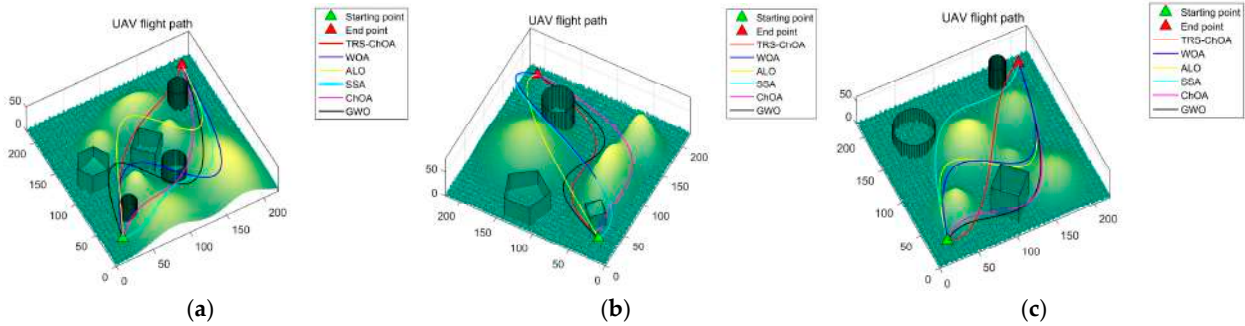 UAV flight path
Starting point
End point
TRS-ChOA
WOA
ALO
SSA
ChOA
GWO
50
0
200
150
100
50
0
0
50
100
150
200
(a)
UAV flight path
Starting point
End point
TRS-ChOA
WOA
ALO
SSA
ChOA
GWO
50
0
200
150
100
50
0
0
50
100
150
200
(b)
UAV flight path
Starting point
End point
TRS-ChOA
WOA
ALO
SSA
ChOA
GWO
50
0
200
150
100
50
0
0
50
100
150
200
(c)